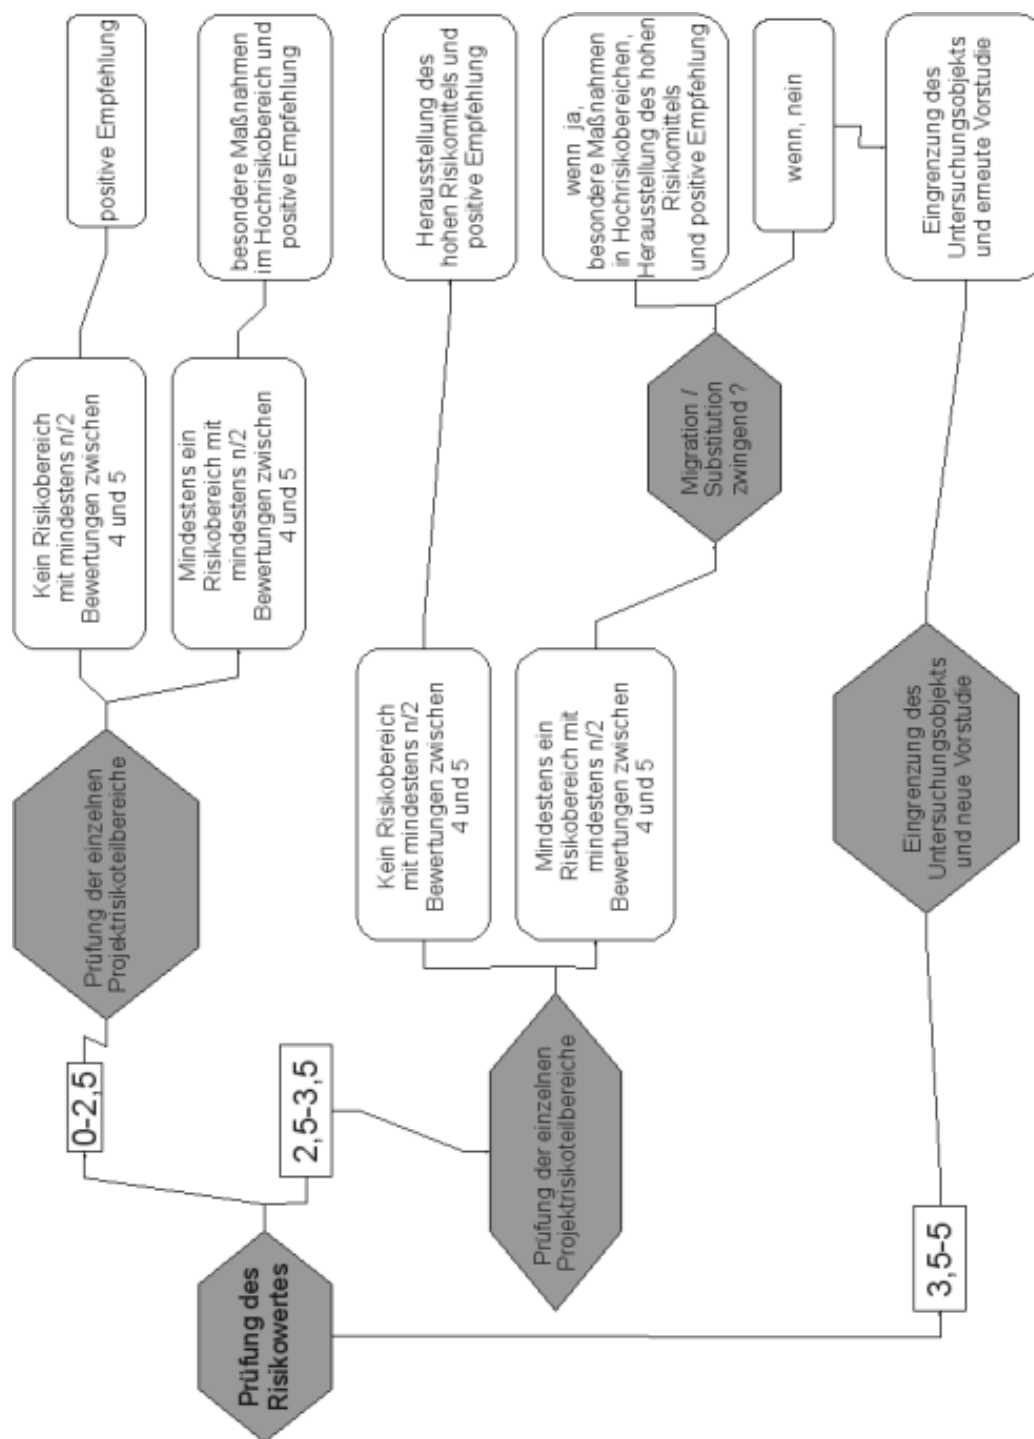 Prüfung des
Risikowertes
0-2,5
2,5-3,5
3,5-5
Prüfung der einzelnen
Projektrisikoteilbereiche
Kein Risikobereich
mit mindestens n/2
Bewertungen zwischen
4 und 5
positive Empfehlung
Mindestens ein
Risikobereich mit
mindestens n/2
Bewertungen zwischen
4 und 5
besondere Maßnahmen
im Hochrisikobereich und
positive Empfehlung
Prüfung der einzelnen
Projektrisikoteilbereiche
Kein Risikobereich
mit mindestens n/2
Bewertungen zwischen
4 und 5
Herausstellung des
hohen Risikomittels und
positive Empfehlung
Mindestens ein
Risikobereich mit
mindestens n/2
Bewertungen zwischen
4 und 5
Migration /
Substitution
zwingend ?
wenn ja,
besondere Maßnahmen
in Hochrisikobereichen,
Herausstellung des hohen
Risikomittels
und positive Empfehlung
wenn, nein
Eingrenzung des
Untersuchungsobjekts
und neue Vorstudie
Eingrenzung des
Untersuchungsobjekts
und erneute Vorstudie